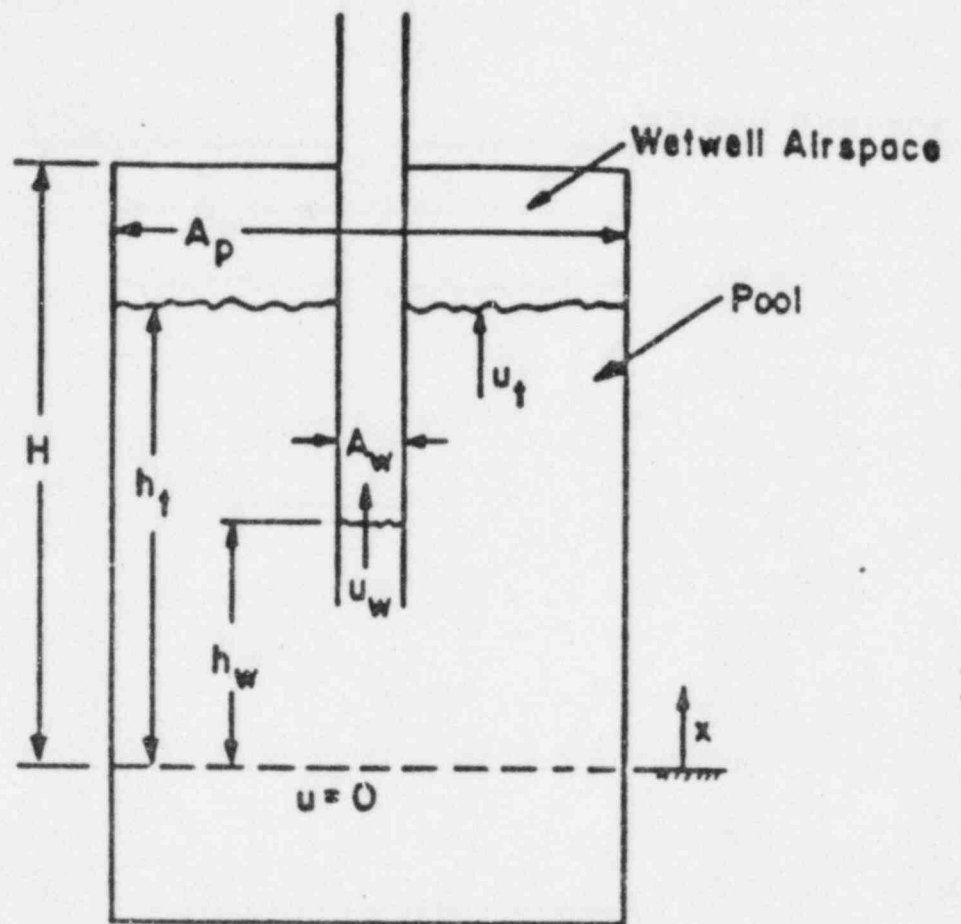 Wetwell Airspace
A_p
Pool
u_t
H
A_w
h_t
u_w
h_w
x
u = 0